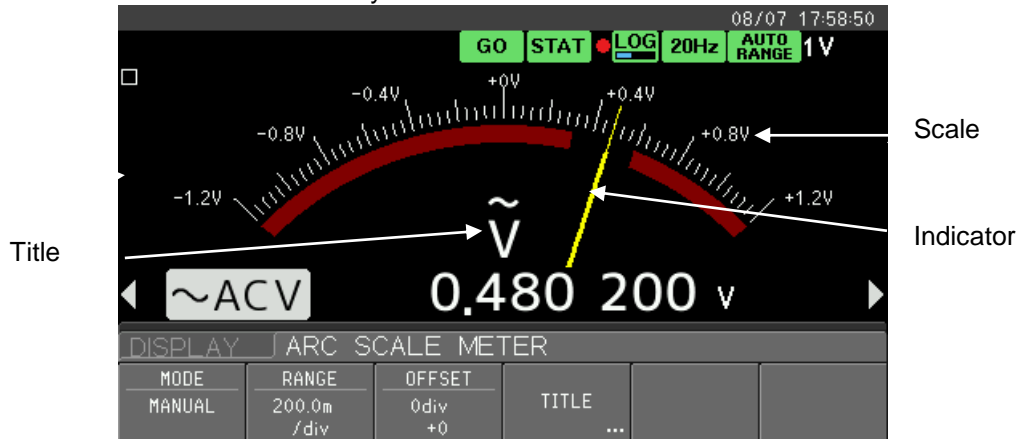 08/07 17:58:50
GO STAT LOG 20Hz AUTO RANGE 1V
+0V
-0.4V +0.4V
-0.8V +0.8V
Scale
-1.2V +1.2V
Title
~
V
Indicator
~ACV 0.480 200 V
DISPLAY ARC SCALE METER
MODE RANGE OFFSET
MANUAL 200.0m 0div TITLE
/div +0 ...